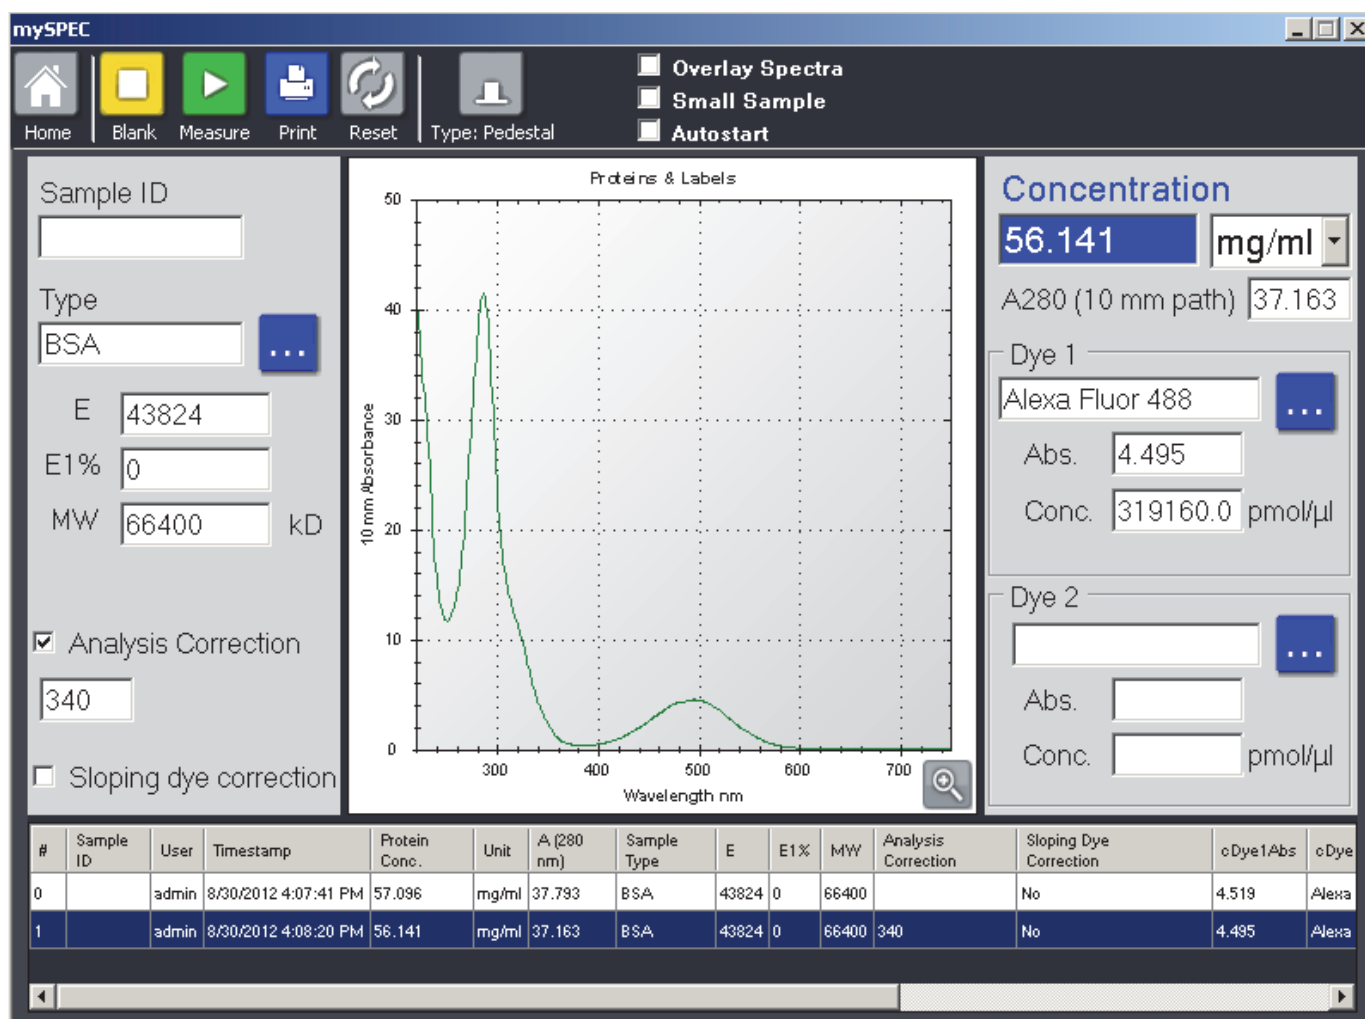 mySPEC
Home
Blank
Measure
Print
Reset
Type: Pedestal
Overlay Spectra
Small Sample
Autostart
Sample ID
Type
BSA
...
E 43824
E1% 0
MW 66400 kD
Analysis Correction
340
Sloping dye correction
Proteins & Labels
50
40
30
20
10
0
10 mm Absorbance
300 400 500 600 700
Wavelength nm
Concentration
56.141 mg/ml
A280 (10 mm path) 37.163
Dye 1
Alexa Fluor 488 ...
Abs. 4.495
Conc. 319160.0 pmol/µl
Dye 2
...
Abs.
Conc. pmol/µl
# Sample ID User Timestamp Protein Conc. Unit A (280 nm) Sample Type E E1% MW Analysis Correction Sloping Dye Correction cDye1Abs cDye
0 admin 8/30/2012 4:07:41 PM 57.096 mg/ml 37.793 BSA 43824 0 66400 No 4.519 Alexa
1 admin 8/30/2012 4:08:20 PM 56.141 mg/ml 37.163 BSA 43824 0 66400 340 No 4.495 Alexa